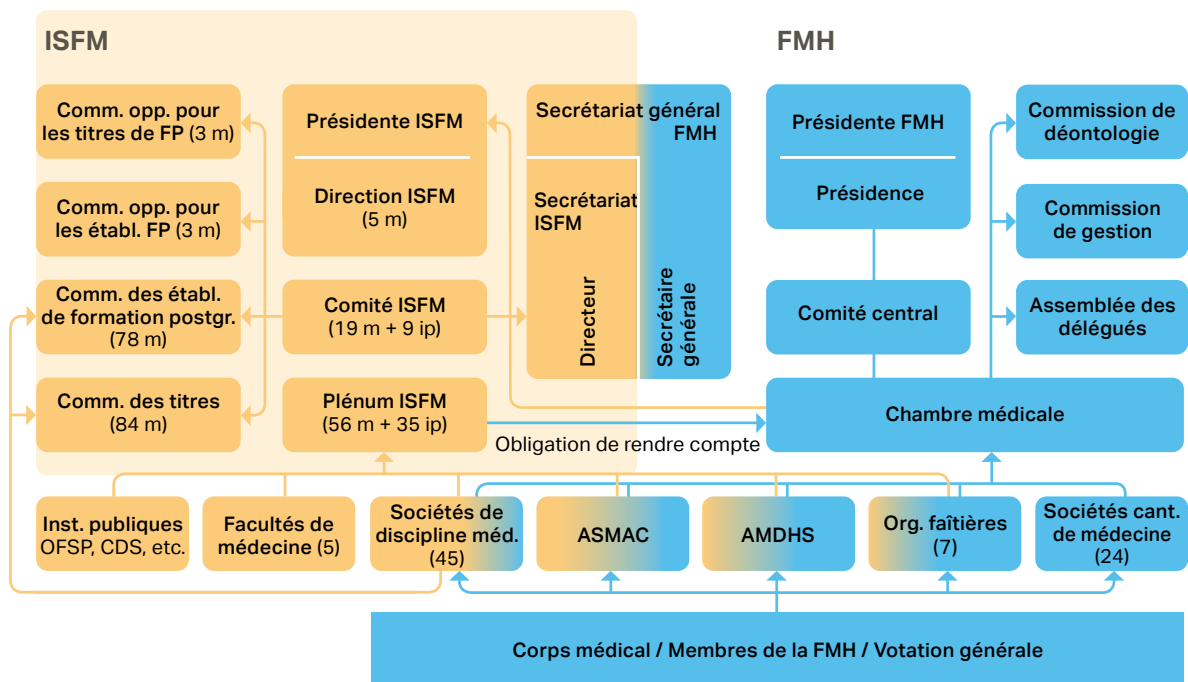 ISFM
FMH
Comm. opp. pour
les titres de FP (3 m)
Présidente ISFM
Secrétariat général
FMH
Présidente FMH
Commission de
déontologie
Comm. opp. pour
les établ. FP (3 m)
Direction ISFM
(5 m)
Secrétariat
ISFM
Présidence
Commission
de gestion
Comm. des établ.
de formation postgr.
(78 m)
Comité ISFM
(19 m + 9 ip)
Directeur
Secrétaire
générale
Comité central
Assemblée des
délégués
Comm. des titres
(84 m)
Plénum ISFM
(56 m + 35 ip)
Obligation de rendre compte
Chambre médicale
Inst. publiques
OFSP, CDS, etc.
Facultés de
médecine (5)
Sociétés de
discipline méd.
(45)
ASMAC
AMDHS
Org. faîtières
(7)
Sociétés cant.
de médecine
(24)
Corps médical / Membres de la FMH / Votation générale